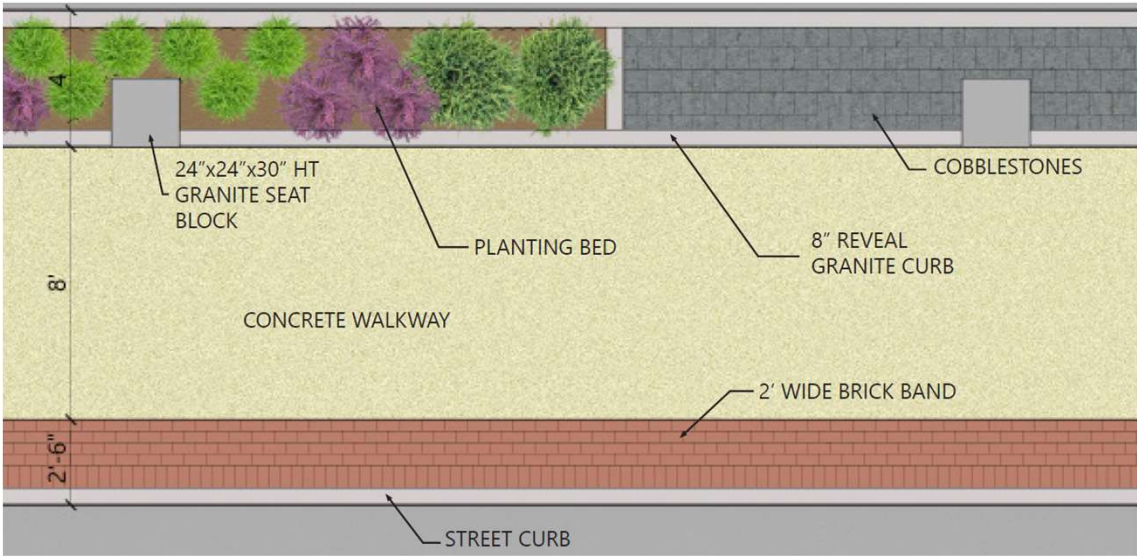 4
24"x24"x30" HT
GRANITE SEAT
BLOCK
COBBLESTONES
PLANTING BED
8" REVEAL
GRANITE CURB
8'
CONCRETE WALKWAY
2' WIDE BRICK BAND
2'-6"
STREET CURB